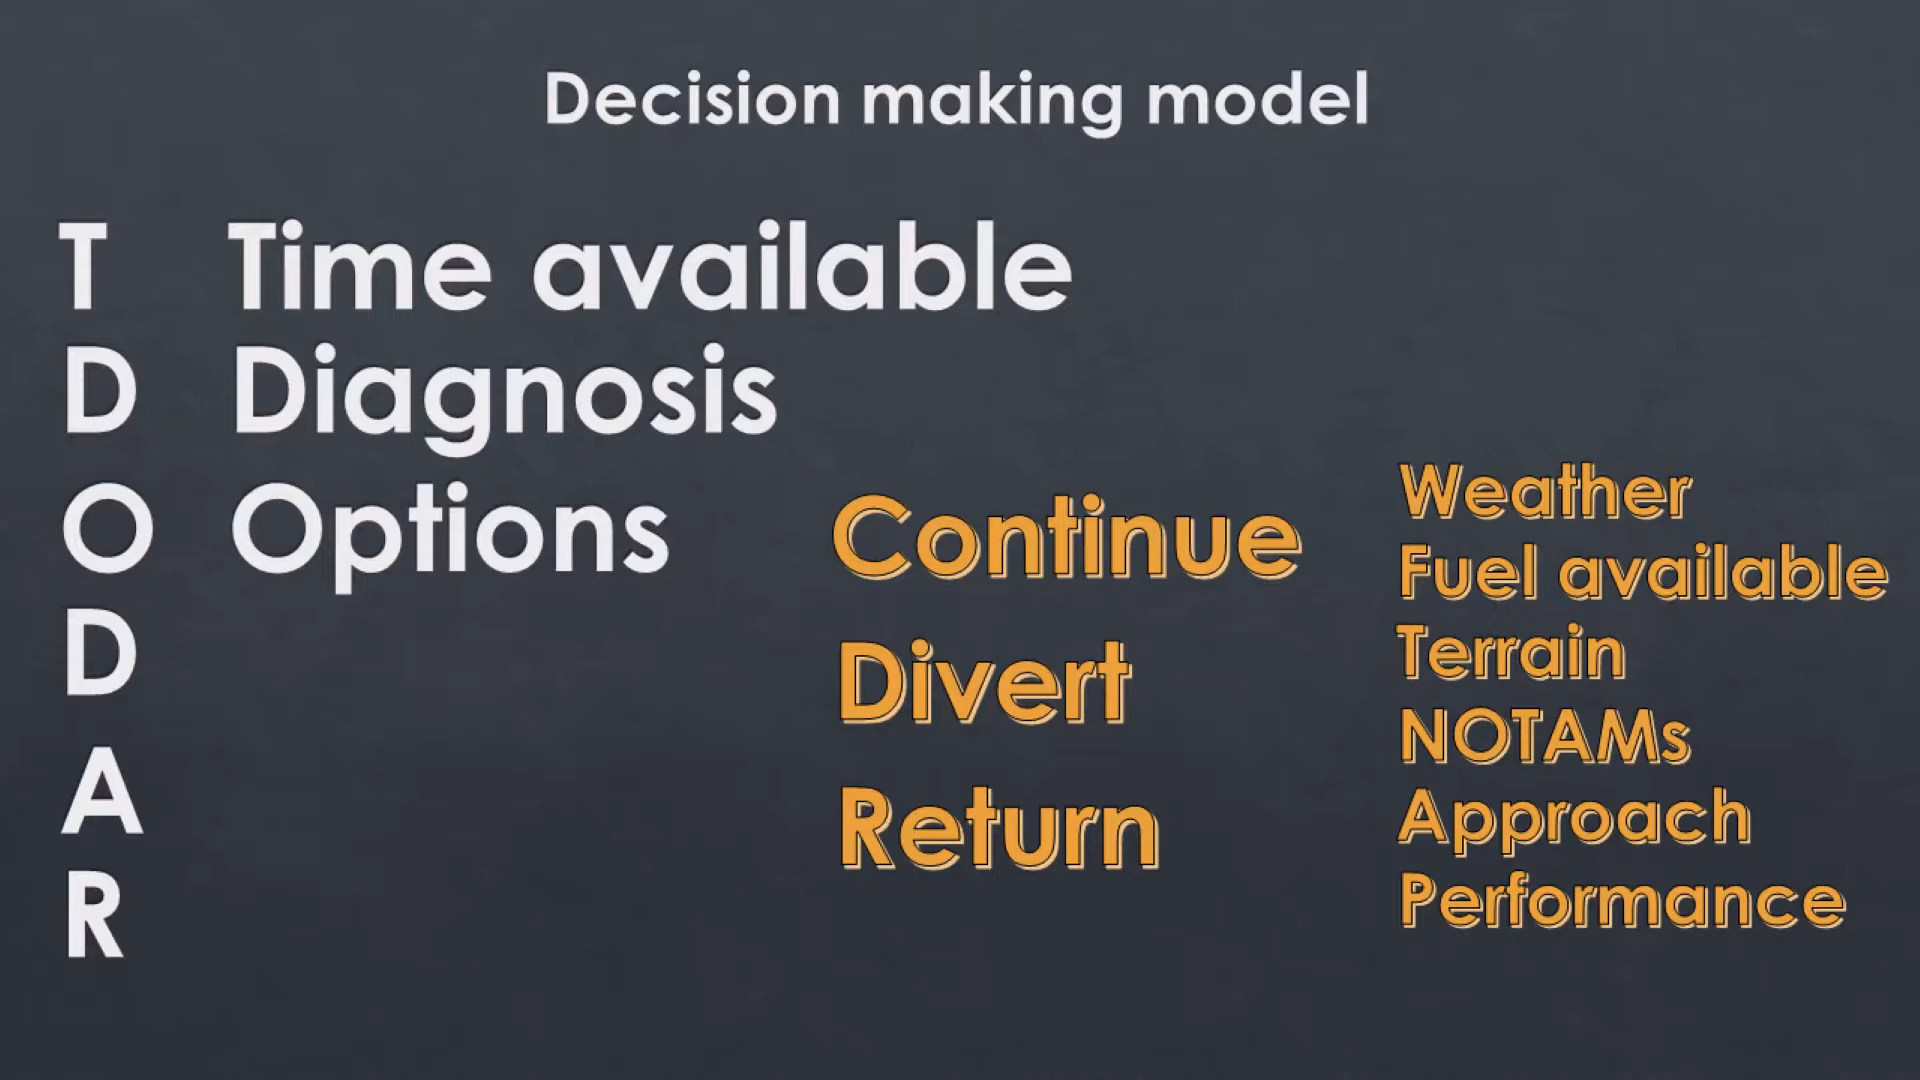 Decision making model
T Time available
D Diagnosis
O Options
D
A
R
Continue
Divert
Return
Weather
Fuel available
Terrain
NOTAMs
Approach
Performance